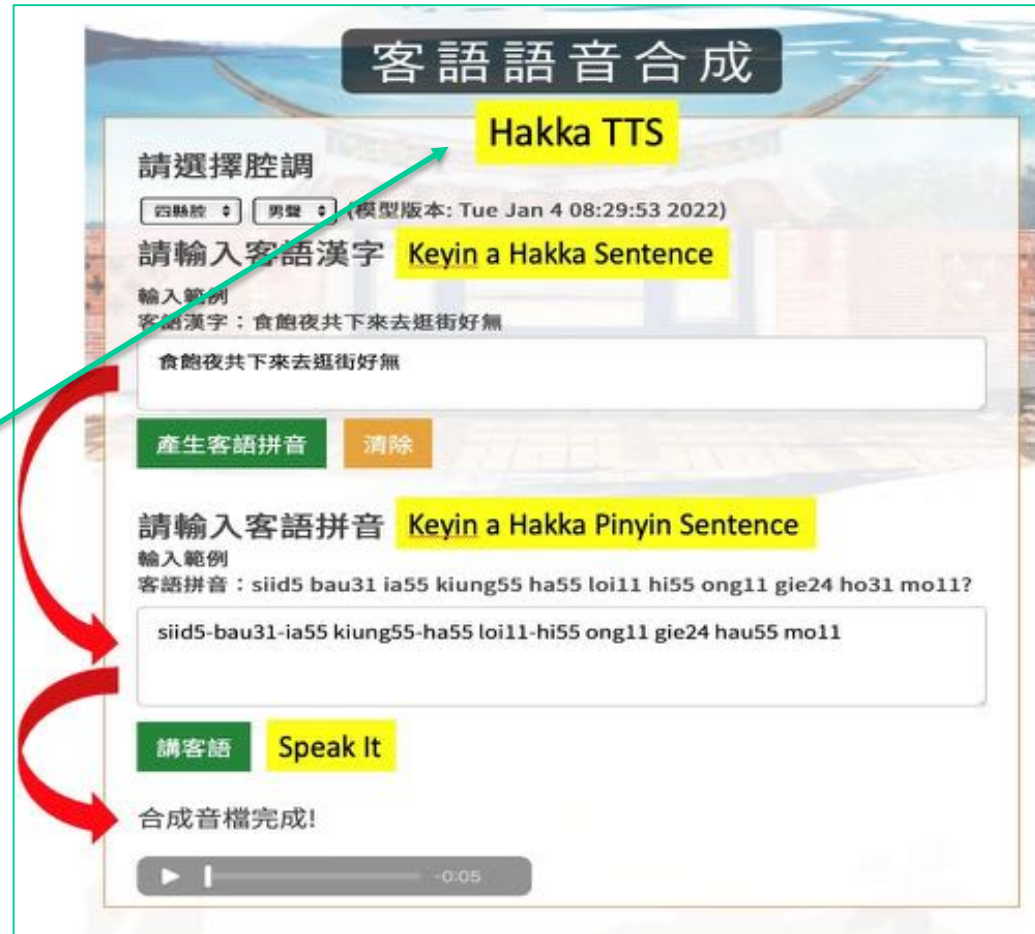 客語語音合成
Hakka TTS
請選擇腔調
四縣腔 男聲 (模型版本: Tue Jan 4 08:29:53 2022)
請輸入客語漢字 Keyin a Hakka Sentence
輸入範例
客語漢字：食飽夜共下來去逛街好無
食飽夜共下來去逛街好無
產生客語拼音 清除
請輸入客語拼音 Keyin a Hakka Pinyin Sentence
輸入範例
客語拼音：siid5 bau31 ia55 kiung55 ha55 loi11 hi55 ong11 gie24 ho31 mo11?
siid5-bau31-ia55 kiung55-ha55 loi11-hi55 ong11 gie24 hau55 mo11
講客語 Speak It
合成音檔完成!
-0:05